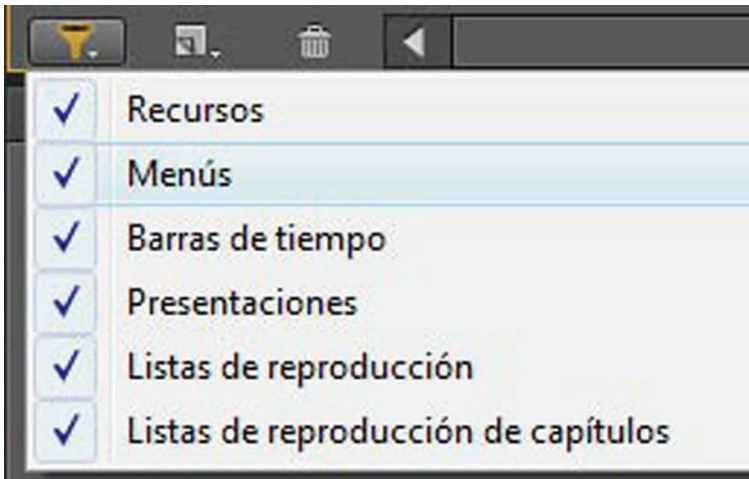 Recursos
Menús
Barras de tiempo
Presentaciones
Listas de reproducción
Listas de reproducción de capítulos